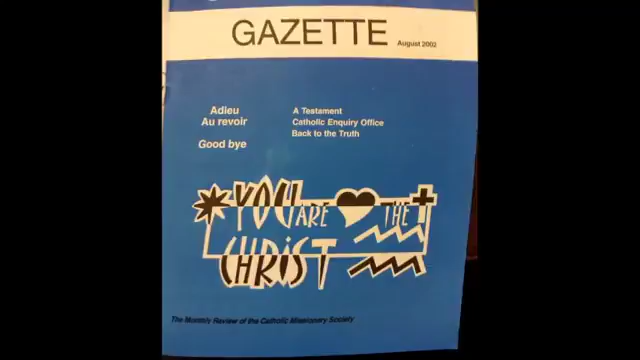 GAZETTE August 2002
Adieu
Au revoir
Good bye
A Testament
Catholic Enquiry Office
Back to the Truth
YOU ARE THE
CHRiST
The Monthly Review of the Catholic Missionary Society